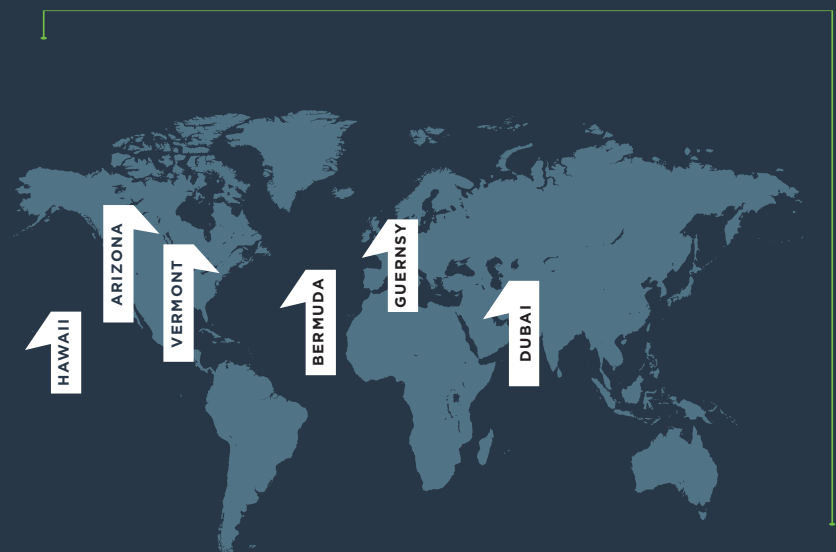 HAWAII
ARIZONA
VERMONT
BERMUDA
GUERNSY
DUBAI